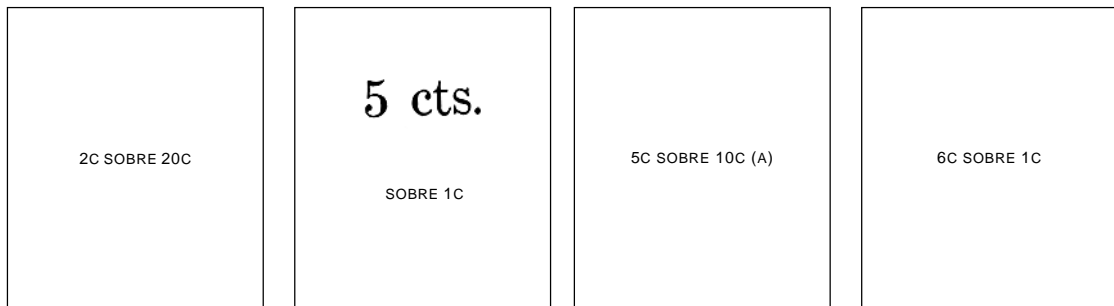 2C SOBRE 20C
5 cts.
SOBRE 1C
5C SOBRE 10C (A)
6C SOBRE 1C